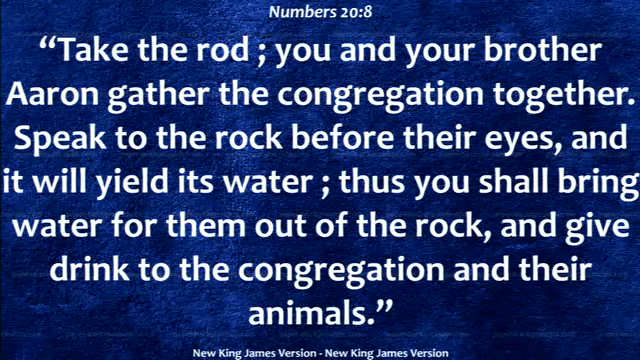 Numbers 20:8
“Take the rod ; you and your brother
Aaron gather the congregation together.
Speak to the rock before their eyes, and
it will yield its water ; thus you shall bring
water for them out of the rock, and give
drink to the congregation and their
animals.”
New King James Version - New King James Version